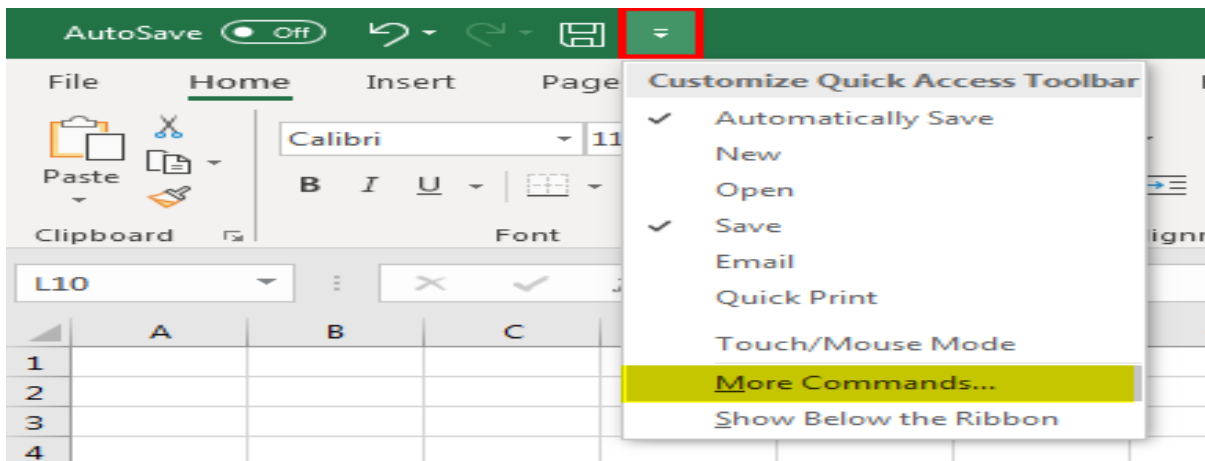 AutoSave Off
File Home Insert Page
Customize Quick Access Toolbar
Automatically Save
New
Open
Save
Email
Quick Print
Touch/Mouse Mode
More Commands...
Show Below the Ribbon
Paste
Calibri 11
B I U
Clipboard Font
L10
A B C
1
2
3
4